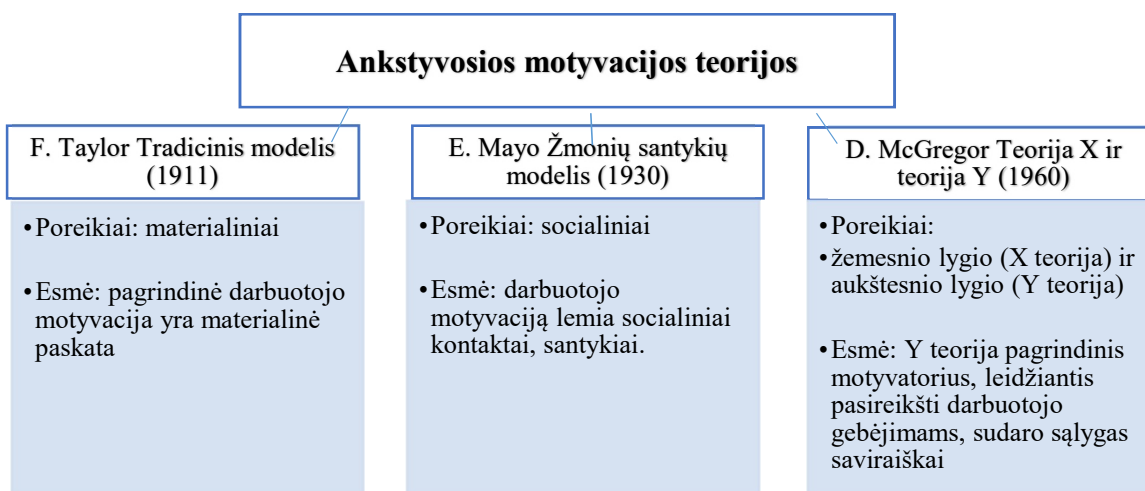 Ankstyvosios motyvacijos teorijos
F. Taylor Tradicinis modelis
(1911)
•Poreikiai: materialiniai
•Esmė: pagrindinė darbuotojo
motyvacija yra materialinė
paskata
E. Mayo Žmonių santykių
modelis (1930)
•Poreikiai: socialiniai
•Esmė: darbuotojo
motyvaciją lemia socialiniai
kontaktai, santykiai.
D. McGregor Teorija X ir
teorija Y (1960)
•Poreikiai:
•žemesnio lygio (X teorija) ir
aukštesnio lygio (Y teorija)
•Esmė: Y teorija pagrindinis
motyvatorius, leidžiantis
pasireikšti darbuotojo
gebėjimams, sudaro sąlygas
saviraiškai